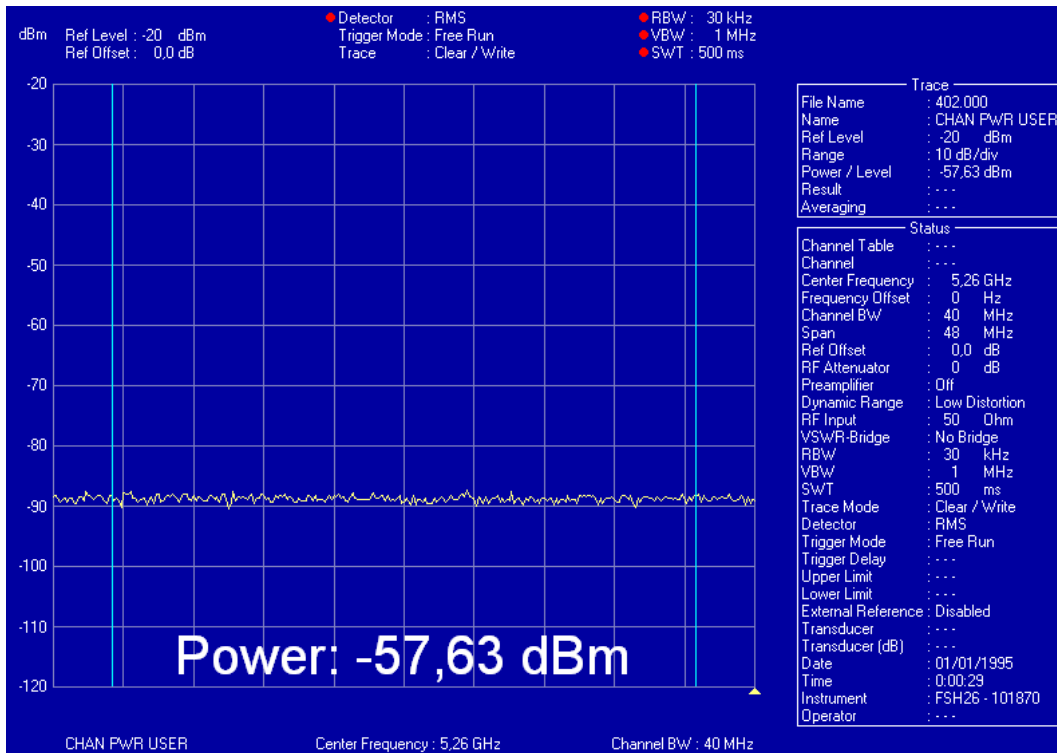 dBm Ref Level : -20 dBm
Ref Offset : 0,0 dB
Detector : RMS
Trigger Mode : Free Run
Trace : Clear / Write
RBW : 30 kHz
VBW : 1 MHz
SWT : 500 ms
-20
-30
-40
-50
-60
-70
-80
-90
-100
-110
-120
Power: -57,63 dBm
CHAN PWR USER Center Frequency : 5,26 GHz Channel BW : 40 MHz
Trace
File Name : 402.000
Name : CHAN PWR USER
Ref Level : -20 dBm
Range : 10 dB/div
Power / Level : -57,63 dBm
Result : - - -
Averaging : - - -
Status
Channel Table : - - -
Channel : - - -
Center Frequency : 5,26 GHz
Frequency Offset : 0 Hz
Channel BW : 40 MHz
Span : 48 MHz
Ref Offset : 0,0 dB
RF Attenuator : 0 dB
Preamplifier : Off
Dynamic Range : Low Distortion
RF Input : 50 Ohm
VSWR-Bridge : No Bridge
RBW : 30 kHz
VBW : 1 MHz
SWT : 500 ms
Trace Mode : Clear / Write
Detector : RMS
Trigger Mode : Free Run
Trigger Delay : - - -
Upper Limit : - - -
Lower Limit : - - -
External Reference : Disabled
Transducer : - - -
Transducer (dB) : - - -
Date : 01/01/1995
Time : 0:00:29
Instrument : FSH26 - 101870
Operator : - - -